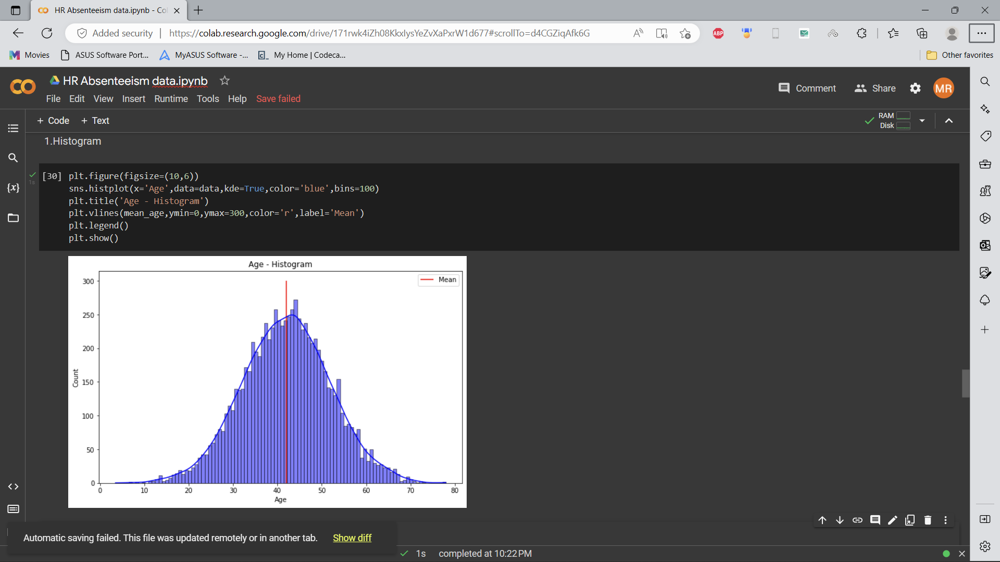 HR Absenteeism data.ipynb - Co
Added security | https://colab.research.google.com/drive/171rwk4iZh08KkxIysYeZvXaPxrW1d677#scrollTo=d4CGZiqAfk6G
ABP
Movies ASUS Software Port... MyASUS Software -... My Home | Codeca... Other favorites
HR Absenteeism data.ipynb
Comment Share MR
File Edit View Insert Runtime Tools Help Save failed
+ Code + Text
RAM
Disk
1.Histogram
[30] plt.figure(figsize=(10,6))
1s
sns.histplot(x='Age',data=data,kde=True,color='blue',bins=100)
plt.title('Age - Histogram')
plt.vlines(mean_age,ymin=0,ymax=300,color='r',label='Mean')
plt.legend()
plt.show()
{x}
Age - Histogram
Mean
300
250
200
150
100
50
0
Count
0 10 20 30 40 50 60 70 80
Age
Automatic saving failed. This file was updated remotely or in another tab. Show diff
1s completed at 10:22 PM